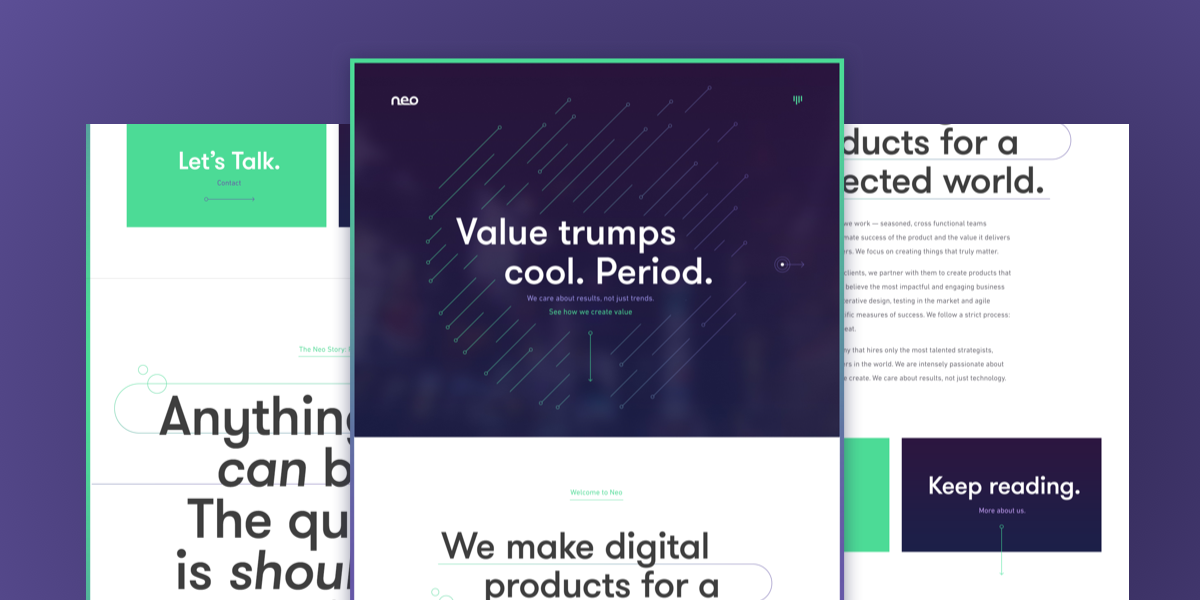 Let's Talk.
Contact
The Neo Story:
Anything
can b
The qu
is shoul
neo
Value trumps
cool. Period.
We care about results, not just trends.
See how we create value
Welcome to Neo
We make digital
products for a
ducts for a
ected world.
we work — seasoned, cross functional teams
mate success of the product and the value it delivers
rs. We focus on creating things that truly matter.
clients, we partner with them to create products that
believe the most impactful and engaging business
erative design, testing in the market and agile
ific measures of success. We follow a strict process:
eat.
ny that hires only the most talented strategists,
rs in the world. We are intensely passionate about
e create. We care about results, not just technology.
Keep reading.
More about us.